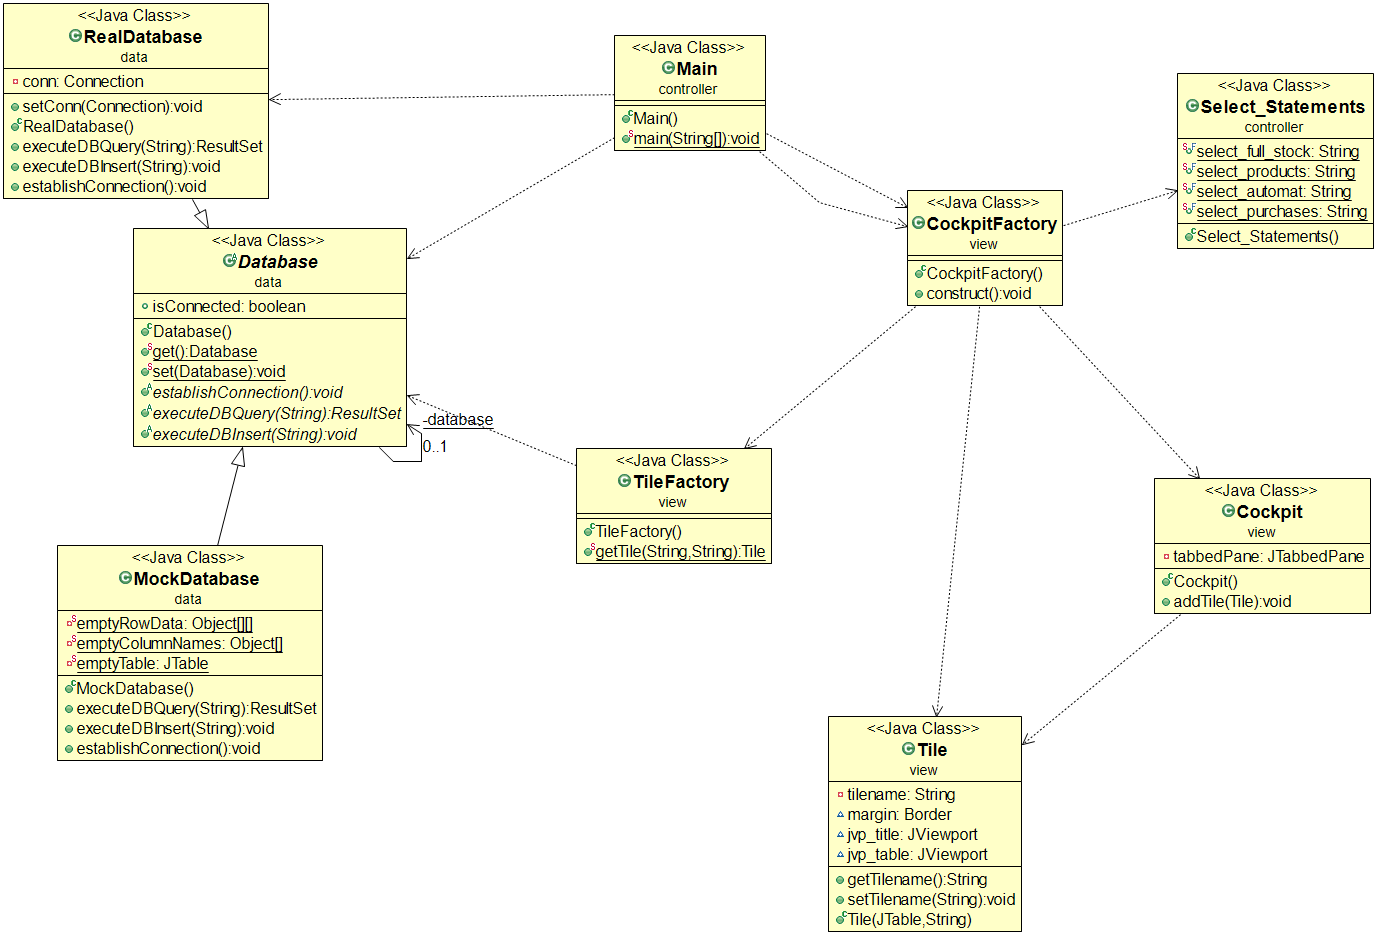 <<Java Class>>
RealDatabase
data
conn: Connection
setConn(Connection):void
RealDatabase()
executeDBQuery(String):ResultSet
executeDBInsert(String):void
establishConnection():void
<<Java Class>>
Main
controller
Main()
main(String[]):void
<<Java Class>>
Select_Statements
controller
select_full_stock: String
select_products: String
select_automat: String
select_purchases: String
Select_Statements()
<<Java Class>>
CockpitFactory
view
CockpitFactory()
construct():void
<<Java Class>>
Database
data
isConnected: boolean
Database()
get():Database
set(Database):void
establishConnection():void
executeDBQuery(String):ResultSet
executeDBInsert(String):void
-database
0..1
<<Java Class>>
TileFactory
view
TileFactory()
getTile(String,String):Tile
<<Java Class>>
Cockpit
view
tabbedPane: JTabbedPane
Cockpit()
addTile(Tile):void
<<Java Class>>
MockDatabase
data
emptyRowData: Object[][]
emptyColumnNames: Object[]
emptyTable: JTable
MockDatabase()
executeDBQuery(String):ResultSet
executeDBInsert(String):void
establishConnection():void
<<Java Class>>
Tile
view
tilename: String
margin: Border
jvp_title: JViewport
jvp_table: JViewport
getTilename():String
setTilename(String):void
Tile(JTable,String)